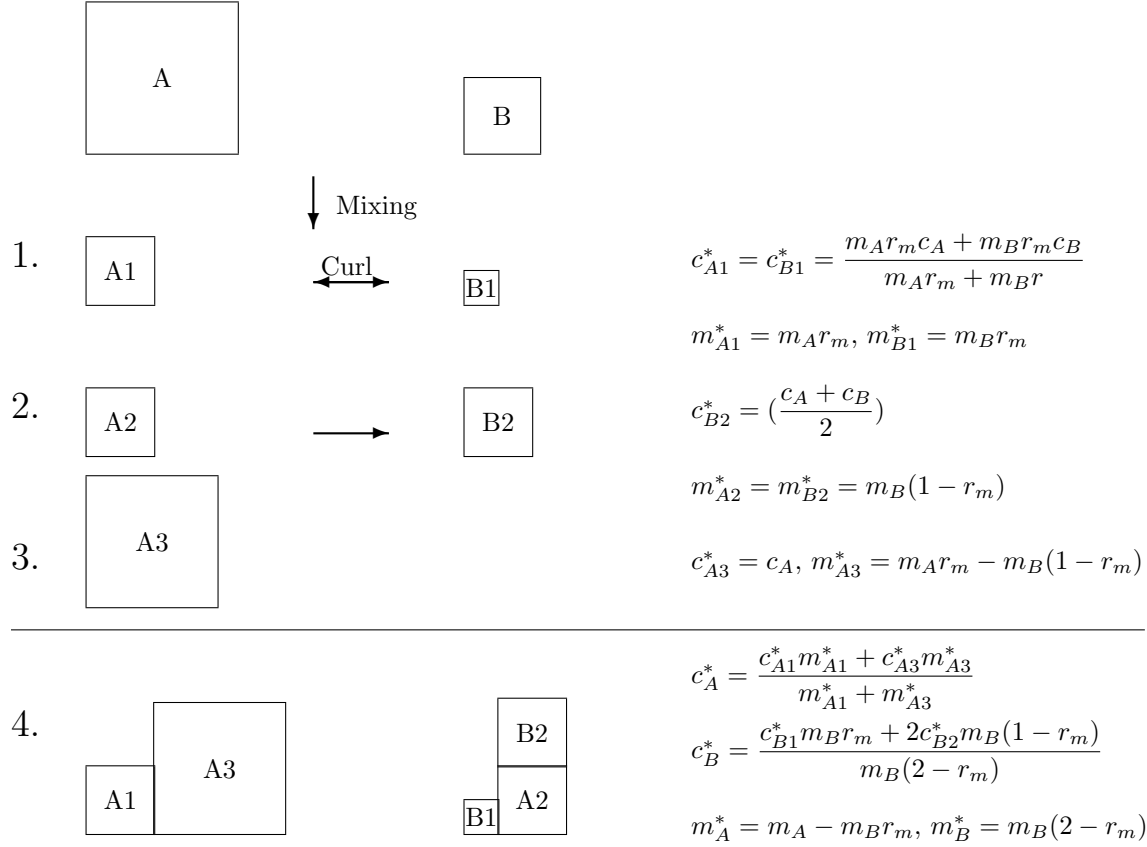 A
B
Mixing
1.
A1
Curl
B1
$c^*_{A1} = c^*_{B1} = \frac{m_A r_m c_A + m_B r_m c_B}{m_A r_m + m_B r}$
$m^*_{A1} = m_A r_m, \, m^*_{B1} = m_B r_m$
2.
A2
B2
$c^*_{B2} = (\frac{c_A + c_B}{2})$
$m^*_{A2} = m^*_{B2} = m_B(1 - r_m)$
3.
A3
$c^*_{A3} = c_A, \, m^*_{A3} = m_A r_m - m_B(1 - r_m)$
4.
A1
A3
B1
B2
A2
$c^*_A = \frac{c^*_{A1} m^*_{A1} + c^*_{A3} m^*_{A3}}{m^*_{A1} + m^*_{A3}}$
$c^*_B = \frac{c^*_{B1} m_B r_m + 2c^*_{B2} m_B(1 - r_m)}{m_B(2 - r_m)}$
$m^*_A = m_A - m_B r_m, \, m^*_B = m_B(2 - r_m)$